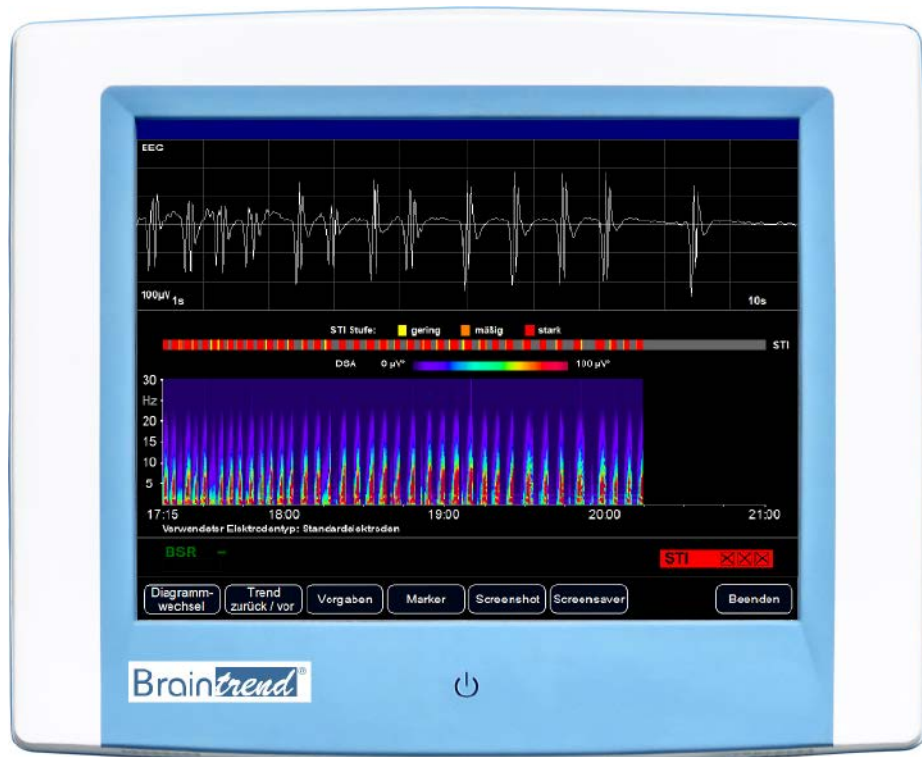 EEG
100µV 1s
10s
STI Stufe: gering mäßig stark
STI
DSA 0 µV² 100 µV²
30
Hz
20
15
10
5
17:15 18:00 19:00 20:00 21:00
Verwendeter Elektrodentyp: Standardelektroden
BSR –
STI
Diagramm-
wechsel
Trend
zurück / vor
Vorgaben
Marker
Screenshot
Screensaver
Beenden
Braintrend®